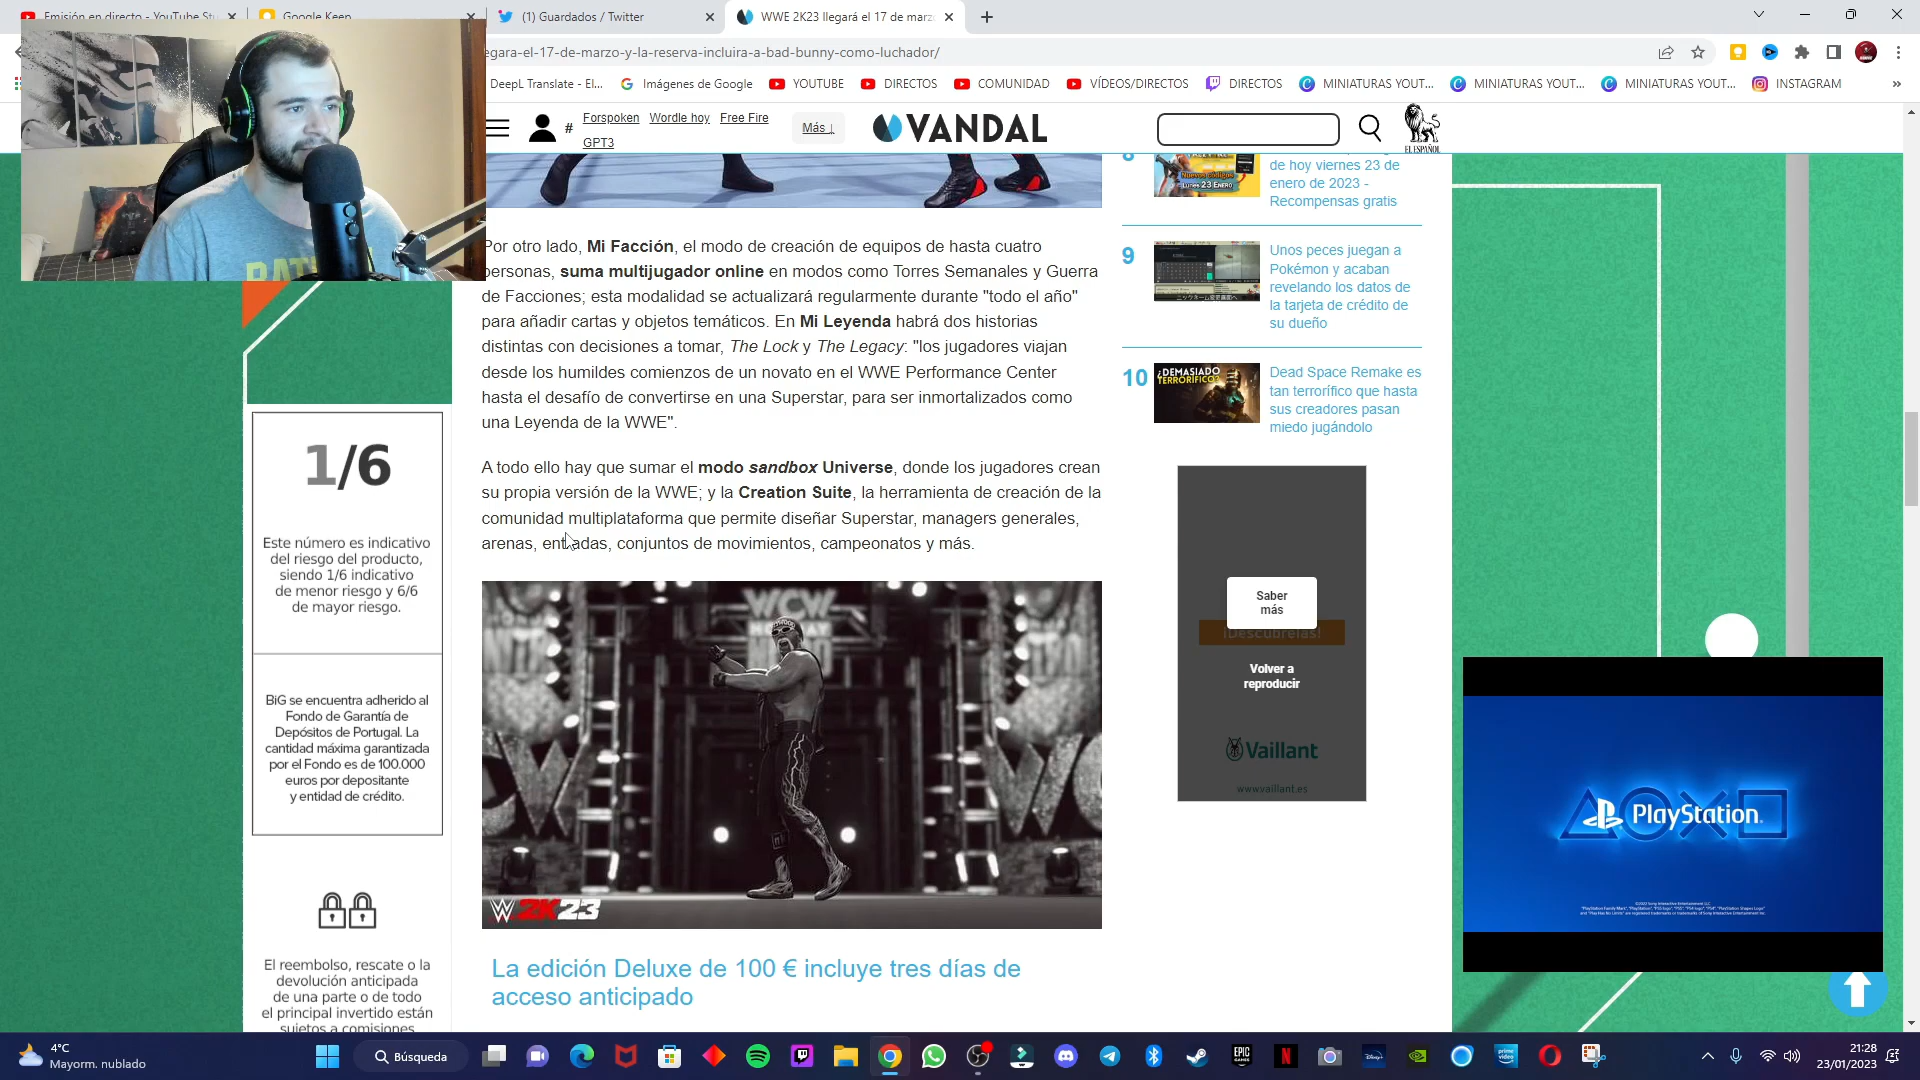 Emisión en directo - YouTube Stu
Google Keep
(1) Guardados / Twitter
WWE 2K23 llegará el 17 de marz
egara-el-17-de-marzo-y-la-reserva-incluira-a-bad-bunny-como-luchador/
DeepL Translate - El...
Imágenes de Google
YOUTUBE
DIRECTOS
COMUNIDAD
VÍDEOS/DIRECTOS
DIRECTOS
MINIATURAS YOUT...
MINIATURAS YOUT...
MINIATURAS YOUT...
INSTAGRAM
»
# Forspoken Wordle hoy Free Fire
GPT3
Más ↓
VANDAL
EL ESPAÑOL
Por otro lado, Mi Facción, el modo de creación de equipos de hasta cuatro
personas, suma multijugador online en modos como Torres Semanales y Guerra
de Facciones; esta modalidad se actualizará regularmente durante "todo el año"
para añadir cartas y objetos temáticos. En Mi Leyenda habrá dos historias
distintas con decisiones a tomar, The Lock y The Legacy: "los jugadores viajan
desde los humildes comienzos de un novato en el WWE Performance Center
hasta el desafío de convertirse en una Superstar, para ser inmortalizados como
una Leyenda de la WWE".
A todo ello hay que sumar el modo sandbox Universe, donde los jugadores crean
su propia versión de la WWE; y la Creation Suite, la herramienta de creación de la
comunidad multiplataforma que permite diseñar Superstar, managers generales,
arenas, entradas, conjuntos de movimientos, campeonatos y más.
WCW
2K23
La edición Deluxe de 100 € incluye tres días de
acceso anticipado
8
Nuevos códigos
Lunes 23 ENERO
de hoy viernes 23 de
enero de 2023 -
Recompensas gratis
9
Unos peces juegan a
Pokémon y acaban
revelando los datos de
la tarjeta de crédito de
su dueño
10
¿DEMASIADO
TERRORÍFICO?
Dead Space Remake es
tan terrorífico que hasta
sus creadores pasan
miedo jugándolo
Saber
más
¡Descúbrelas!
Volver a
reproducir
Vaillant
www.vaillant.es
PlayStation
1/6
Este número es indicativo
del riesgo del producto,
siendo 1/6 indicativo
de menor riesgo y 6/6
de mayor riesgo.
BiG se encuentra adherido al
Fondo de Garantía de
Depósitos de Portugal. La
cantidad máxima garantizada
por el Fondo es de 100.000
euros por depositante
y entidad de crédito.
El reembolso, rescate o la
devolución anticipada
de una parte o de todo
el principal invertido están
sujetos a comisiones
4°C
Mayorm. nublado
Búsqueda
21:28
23/01/2023